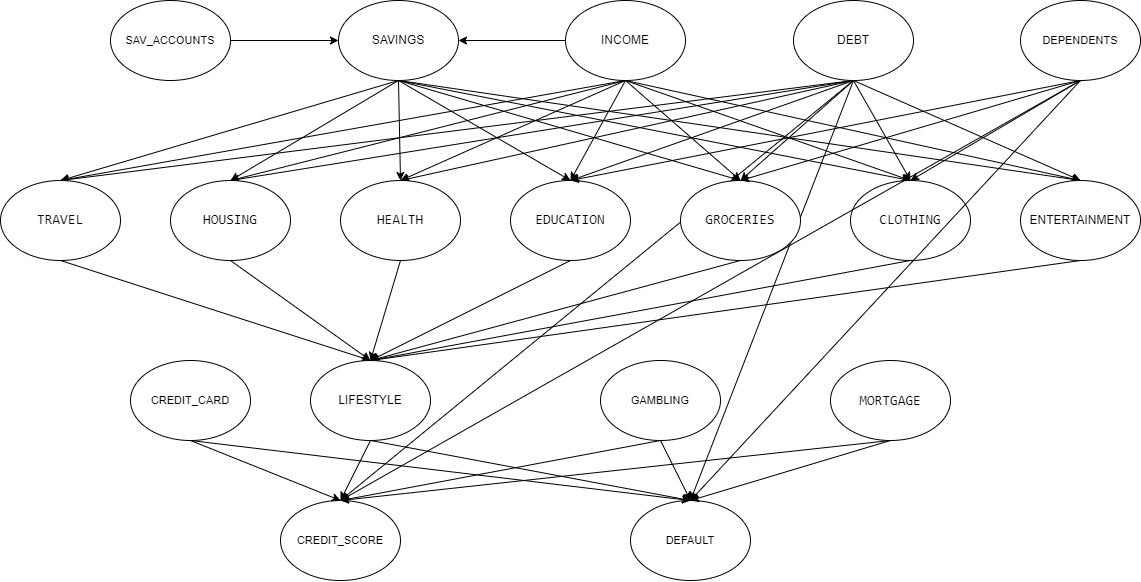 SAV_ACCOUNTS
SAVINGS
INCOME
DEBT
DEPENDENTS
TRAVEL
HOUSING
HEALTH
EDUCATION
GROCERIES
CLOTHING
ENTERTAINMENT
CREDIT_CARD
LIFESTYLE
GAMBLING
MORTGAGE
CREDIT_SCORE
DEFAULT